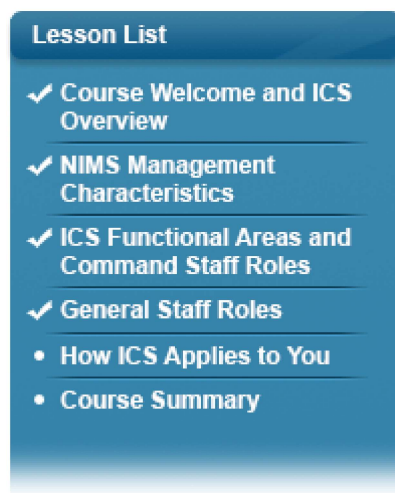 Lesson List
Course Welcome and ICS
Overview
NIMS Management
Characteristics
ICS Functional Areas and
Command Staff Roles
General Staff Roles
How ICS Applies to You
Course Summary